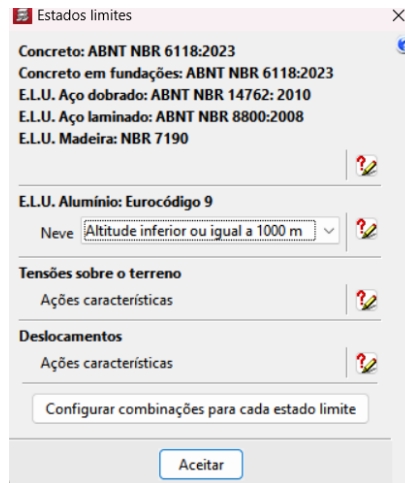 Estados limites
Concreto: ABNT NBR 6118:2023
Concreto em fundações: ABNT NBR 6118:2023
E.L.U. Aço dobrado: ABNT NBR 14762: 2010
E.L.U. Aço laminado: ABNT NBR 8800:2008
E.L.U. Madeira: NBR 7190
E.L.U. Alumínio: Eurocódigo 9
Neve Altitude inferior ou igual a 1000 m
Tensões sobre o terreno
Ações características
Deslocamentos
Ações características
Configurar combinações para cada estado limite
Aceitar